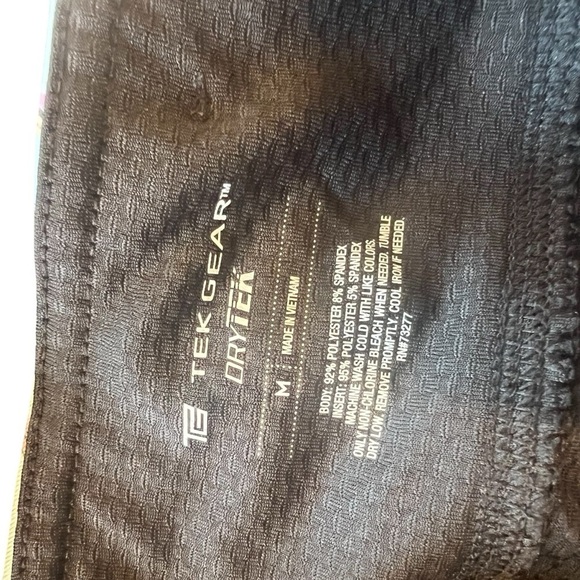 TG TEK GEAR™
DRYTEK
M MADE IN VIETNAM
BODY: 92% POLYESTER 8% SPANDEX
INSERT: 95% POLYESTER 5% SPANDEX
MACHINE WASH COLD WITH LIKE COLORS.
ONLY NON-CHLORINE BLEACH WHEN NEEDED. TUMBLE
DRY LOW. REMOVE PROMPTLY. COOL IRON IF NEEDED.
RN#73277